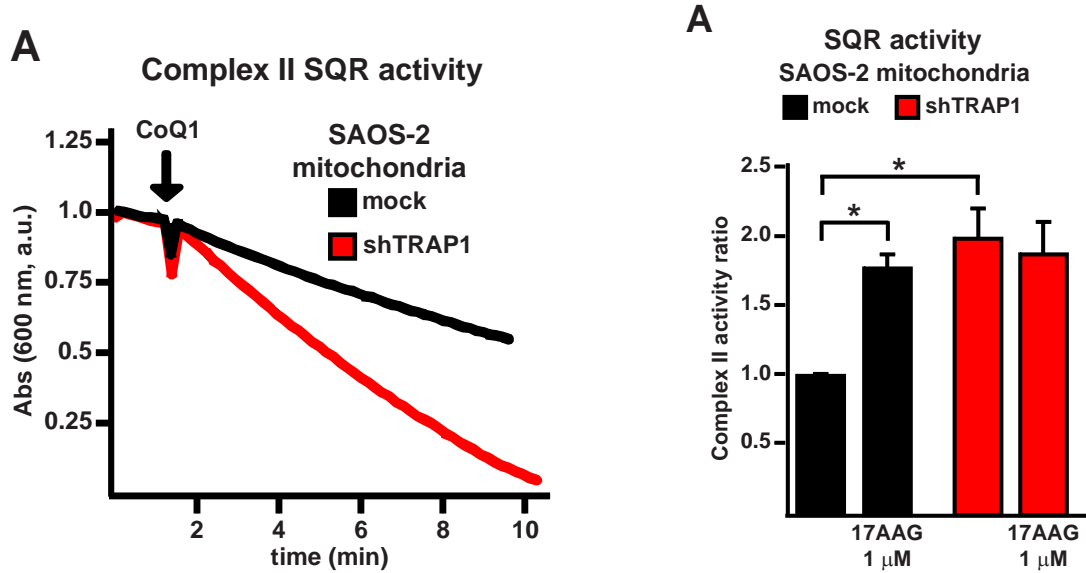 A
Complex II SQR activity
CoQ1
SAOS-2
mitochondria
mock
shTRAP1
Abs (600 nm, a.u.)
1.25
1.0
0.75
0.5
0.25
2 4 6 8 10
time (min)
A
SQR activity
SAOS-2 mitochondria
mock shTRAP1
Complex II activity ratio
2.5
2.0
1.5
1.0
0.5
*
*
17AAG 17AAG
1 μM 1 μM